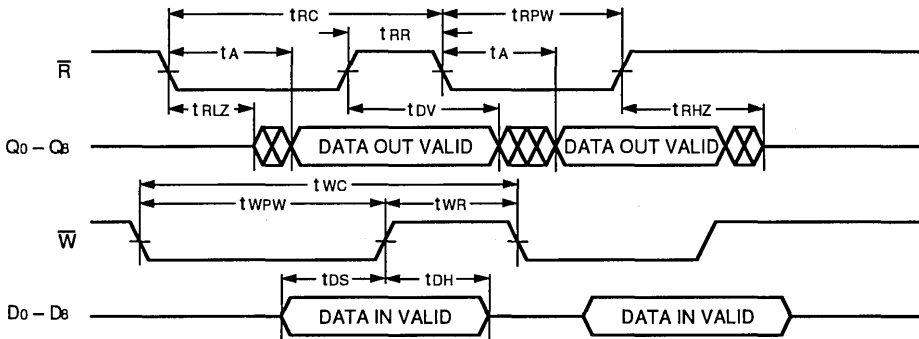 tRC tRPW
tA tRR tA
R
tRLZ tDV tRHZ
Q0 – Q8 DATA OUT VALID DATA OUT VALID
tWC
tWPW tWR
W
tDS tDH
D0 – D8 DATA IN VALID DATA IN VALID